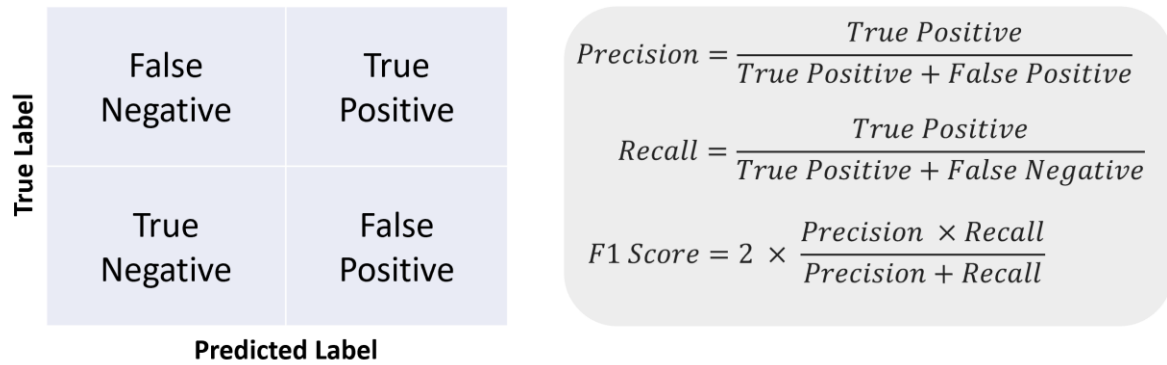 True Label
False
Negative
True
Positive
True
Negative
False
Positive
Predicted Label
Precision = True Positive / True Positive + False Positive
Recall = True Positive / True Positive + False Negative
F1 Score = 2 × Precision × Recall / Precision + Recall